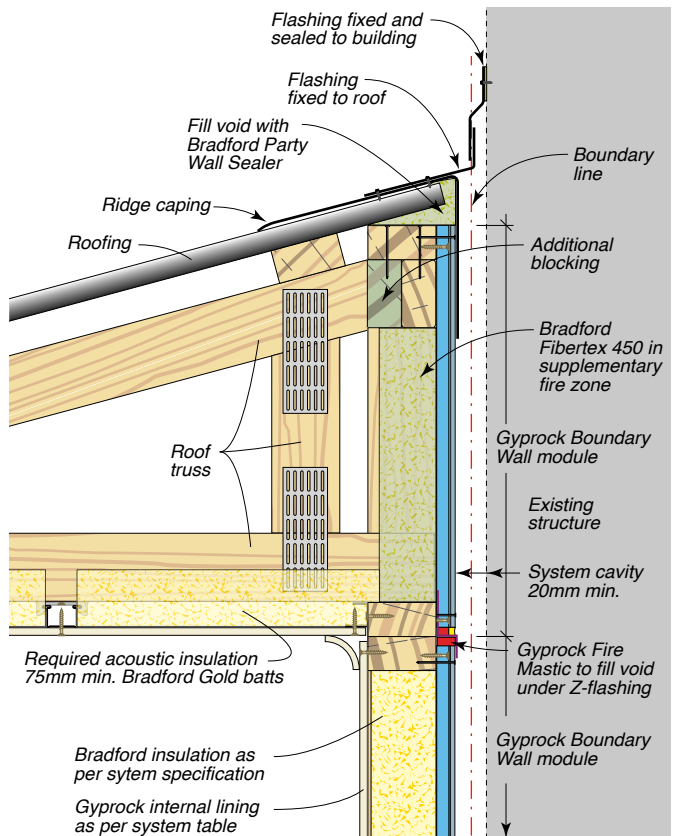 Flashing fixed and
sealed to building
Flashing
fixed to roof
Fill void with
Bradford Party
Wall Sealer
Boundary
line
Ridge caping
Roofing
Additional
blocking
Bradford
Fibertex 450 in
supplementary
fire zone
Gyprock Boundary
Wall module
Roof
truss
Existing
structure
System cavity
20mm min.
Required acoustic insulation
75mm min. Bradford Gold batts
Gyprock Fire
Mastic to fill void
under Z-flashing
Bradford insulation as
per sytem specification
Gyprock Boundary
Wall module
Gyprock internal lining
as per system table